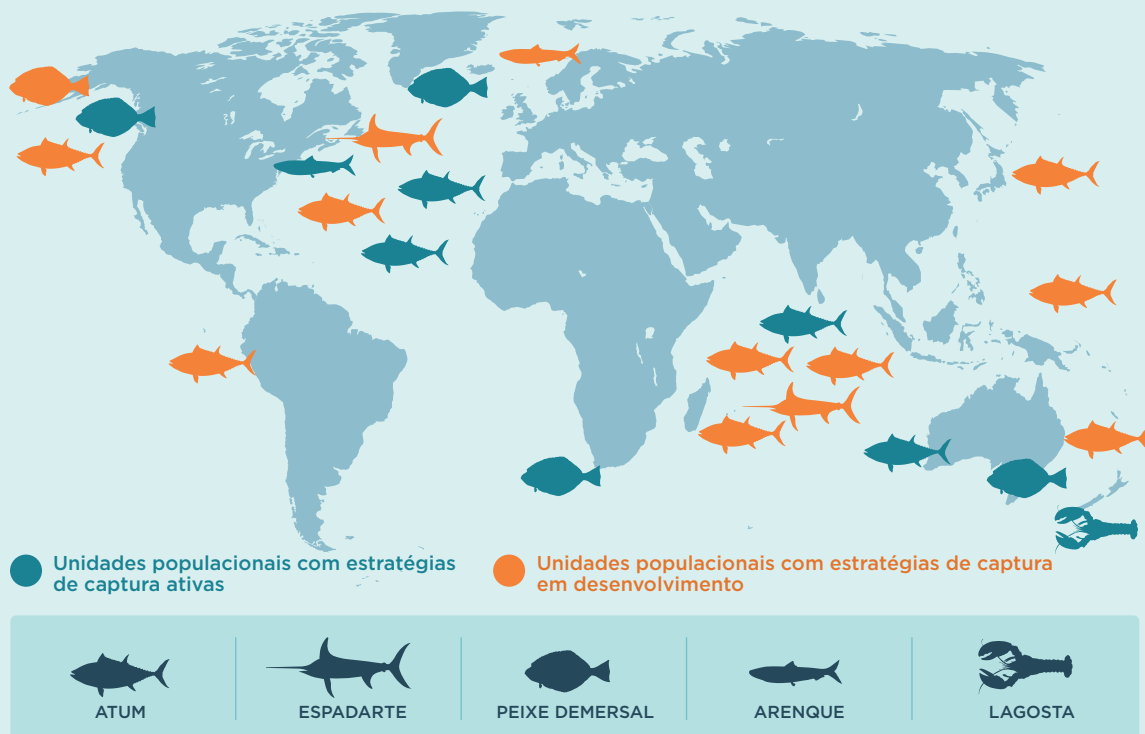 Unidades populacionais com estratégias
de captura ativas
Unidades populacionais com estratégias de captura
em desenvolvimento
ATUM
ESPADARTE
PEIXE DEMERSAL
ARENQUE
LAGOSTA